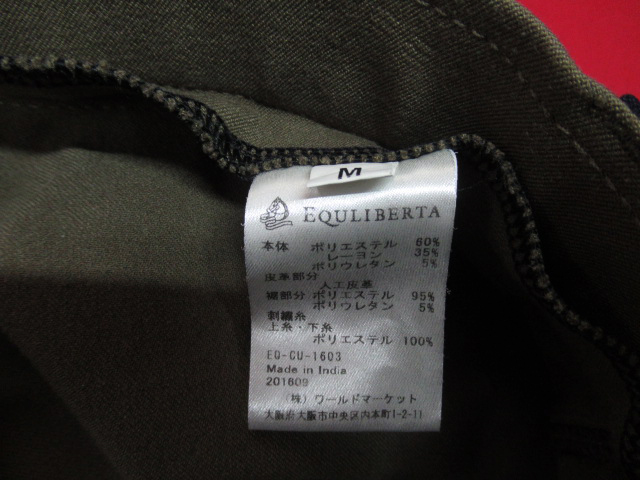 M
EQULIBERTA
本体 ポリエステル 60%
レーヨン 35%
ポリウレタン 5%
皮革部分
人工皮革
裾部分 ポリエステル 95%
ポリウレタン 5%
刺繍糸
上糸・下糸
ポリエステル 100%
EQ-CU-1603
Made in India
201609
(株) ワールドマーケット
大阪府大阪市中央区内本町1-2-11